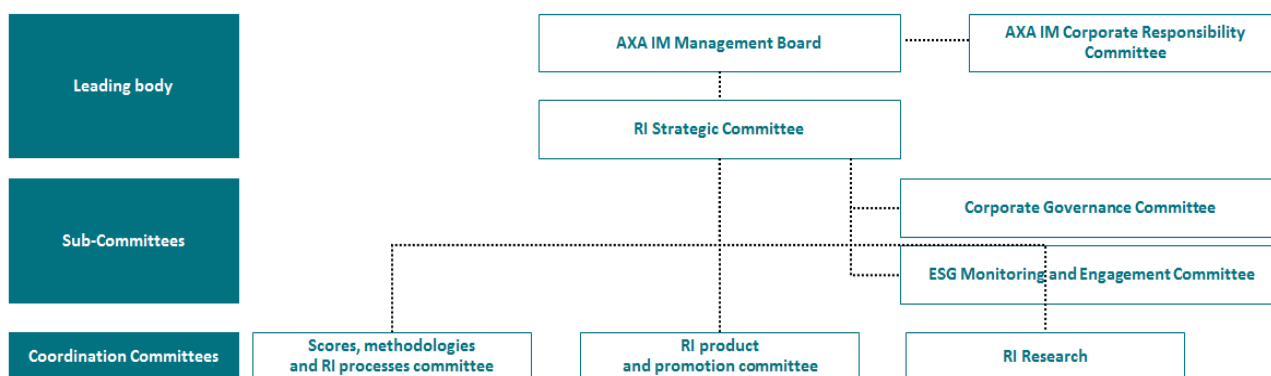 Leading body
AXA IM Management Board
AXA IM Corporate Responsibility
Committee
RI Strategic Committee
Sub-Committees
Corporate Governance Committee
ESG Monitoring and Engagement Committee
Coordination Committees
Scores, methodologies
and RI processes committee
RI product
and promotion committee
RI Research